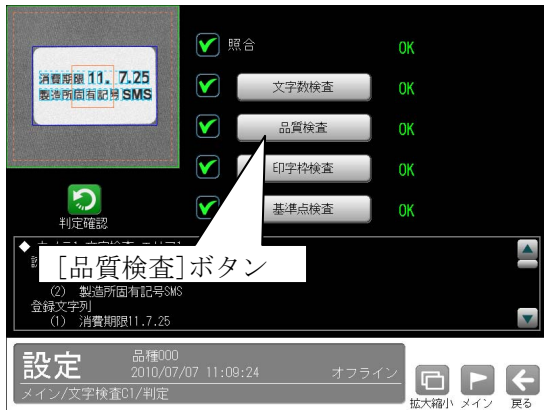 照合 OK
消費期限 11. 7.25
製造所固有記号 SMS
文字数検査 OK
品質検査 OK
印字枠検査 OK
基準点検査 OK
判定確認
[品質検査]ボタン
(2) 製造所固有記号SMS
登録文字列
(1) 消費期限11.7.25
設定
品種000
2010/07/07 11:09:24
オフライン
メイン/文字検査C1/判定
拡大縮小 メイン 戻る